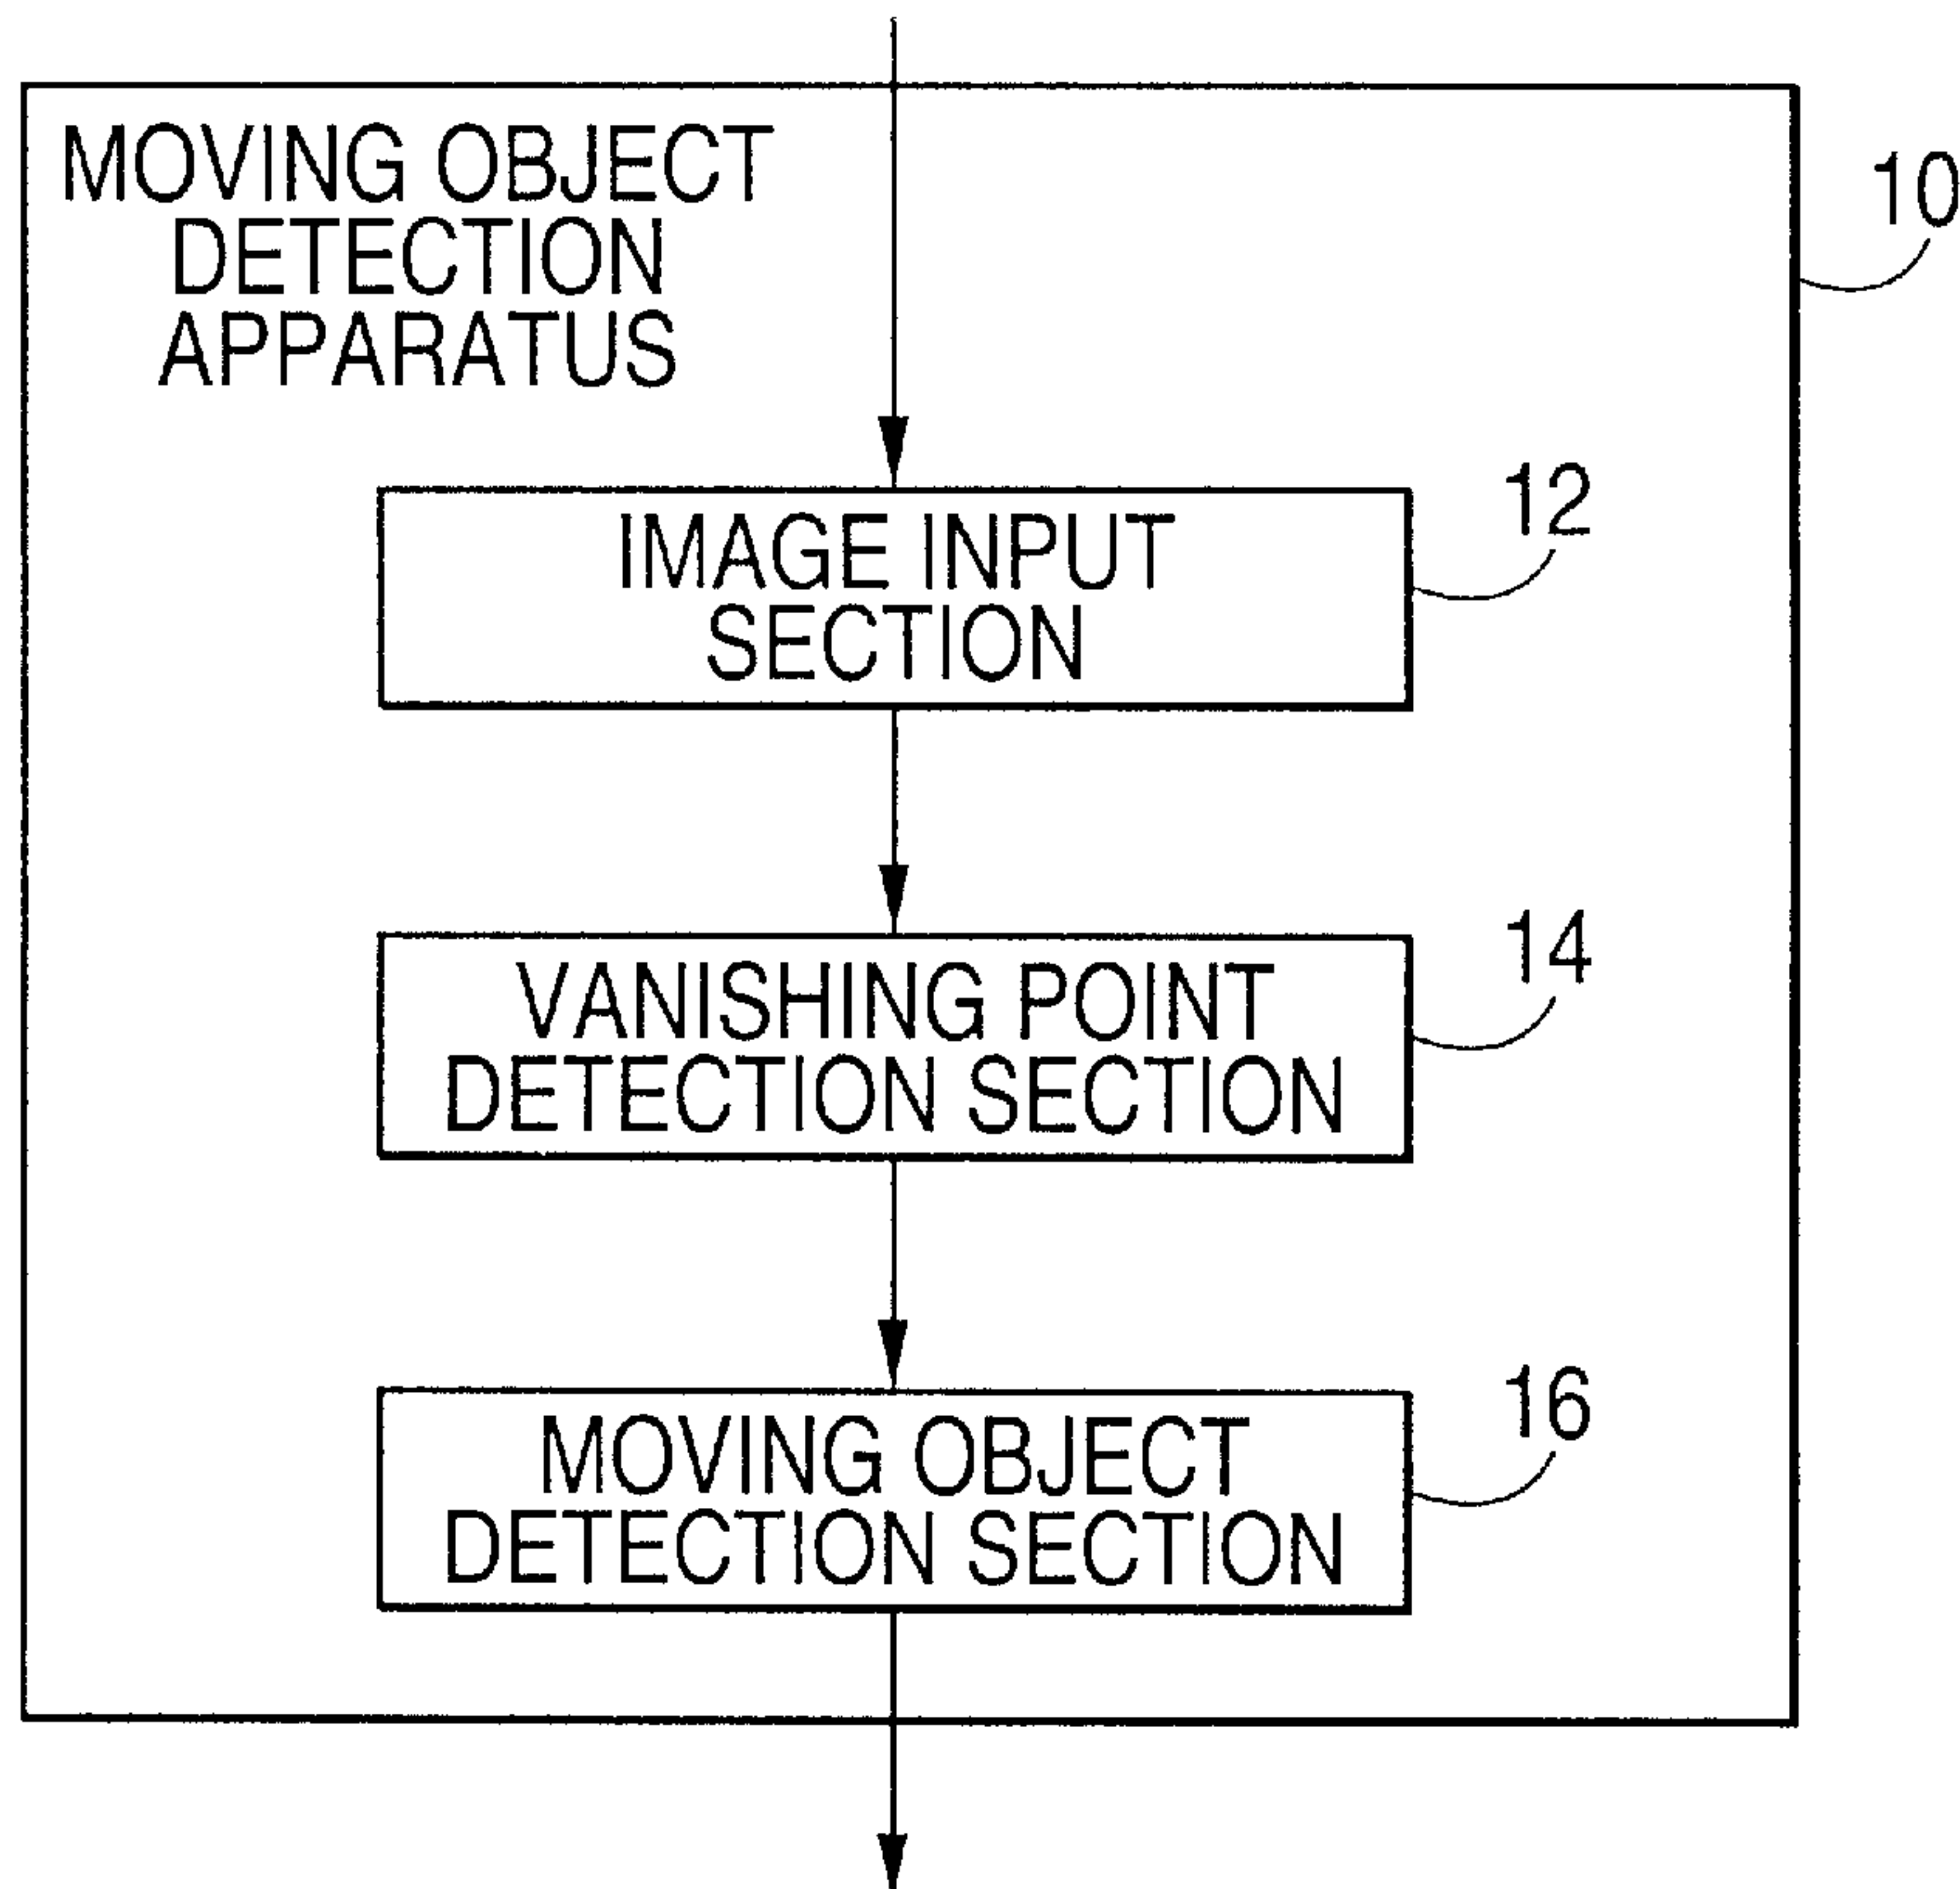 MOVING OBJECT
DETECTION
APPARATUS
10
IMAGE INPUT
SECTION
12
VANISHING POINT
DETECTION SECTION
14
MOVING OBJECT
DETECTION SECTION
16